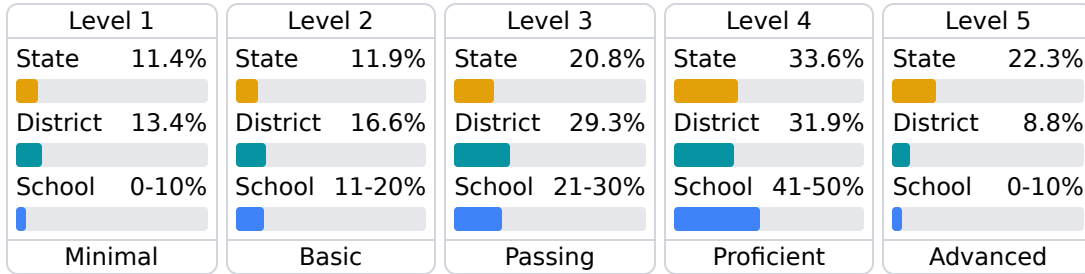 Level 1
State 11.4%
District 13.4%
School 0-10%
Minimal
Level 2
State 11.9%
District 16.6%
School 11-20%
Basic
Level 3
State 20.8%
District 29.3%
School 21-30%
Passing
Level 4
State 33.6%
District 31.9%
School 41-50%
Proficient
Level 5
State 22.3%
District 8.8%
School 0-10%
Advanced